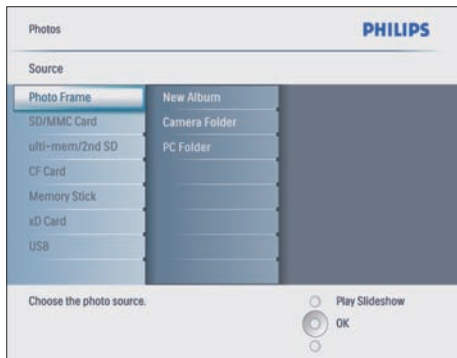 Photos
PHILIPS
Source
Photo Frame
New Album
SD/MMC Card
Camera Folder
ulti-mem/2nd SD
PC Folder
CF Card
Memory Stick
xD Card
USB
Choose the photo source.
Play Slideshow
OK